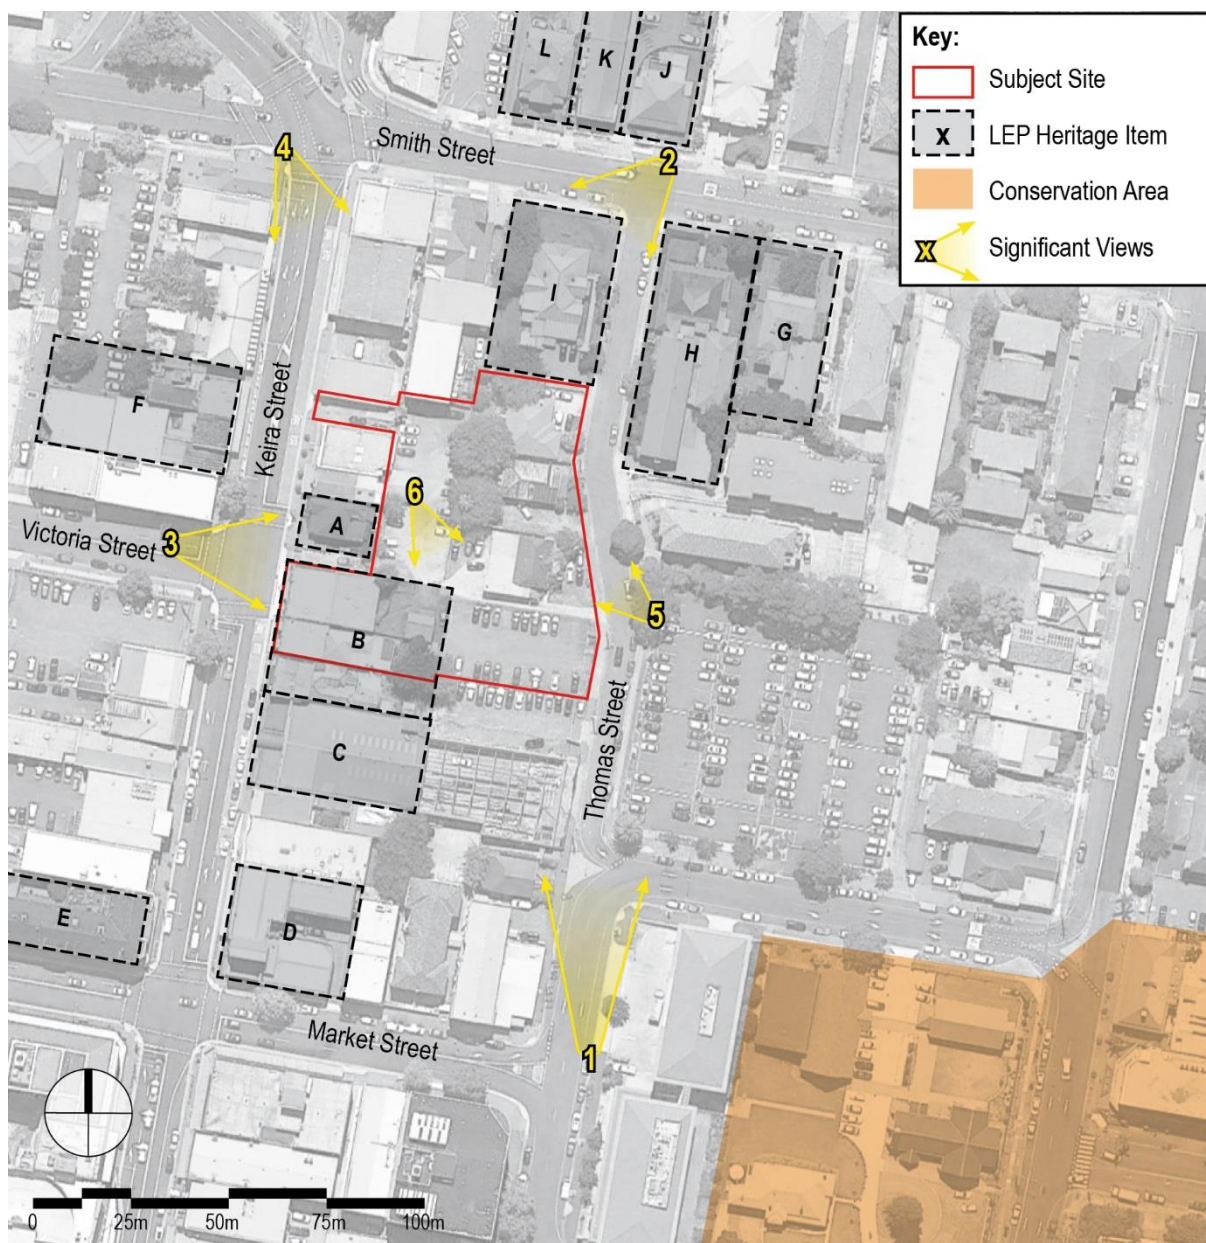 Key:
Subject Site
x LEP Heritage Item
Conservation Area
x Significant Views
L
K
J
4
Smith Street
2
I
H
G
F
Keira Street
6
A
Victoria Street
3
B
5
C
Thomas Street
E
D
Market Street
1
0 25m 50m 75m 100m